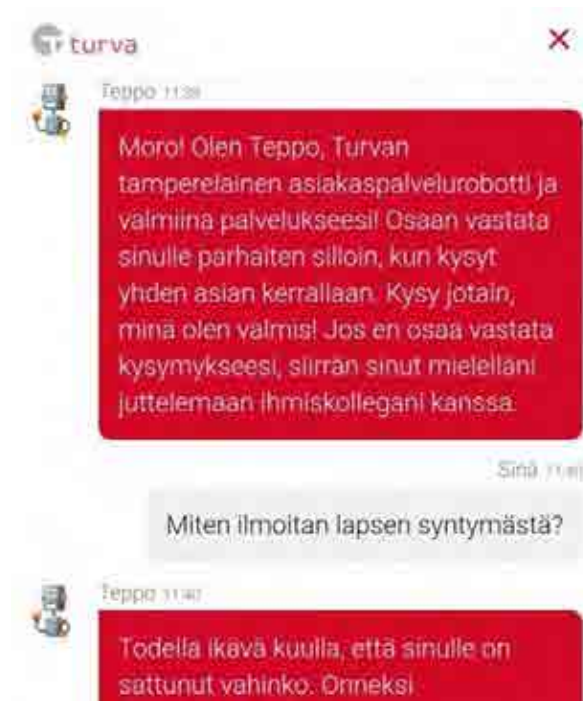 turva
Teppo 11:39
Moro! Olen Teppo, Turvan
tamperelainen asiakaspalvelurobotti ja
valmiina palvelukseesi! Osaan vastata
sinulle parhaiten silloin, kun kysyt
yhden asian kerrallaan. Kysy jotain,
minä olen valmis! Jos en osaa vastata
kysymykseesi, siirrän sinut mielelläni
juttelemaan ihmiskollegani kanssa.
Sinä 11:40
Miten ilmoitan lapsen syntymästä?
Teppo 11:40
Todella ikävä kuulla, että sinulle on
sattunut vahinko. Onneksi